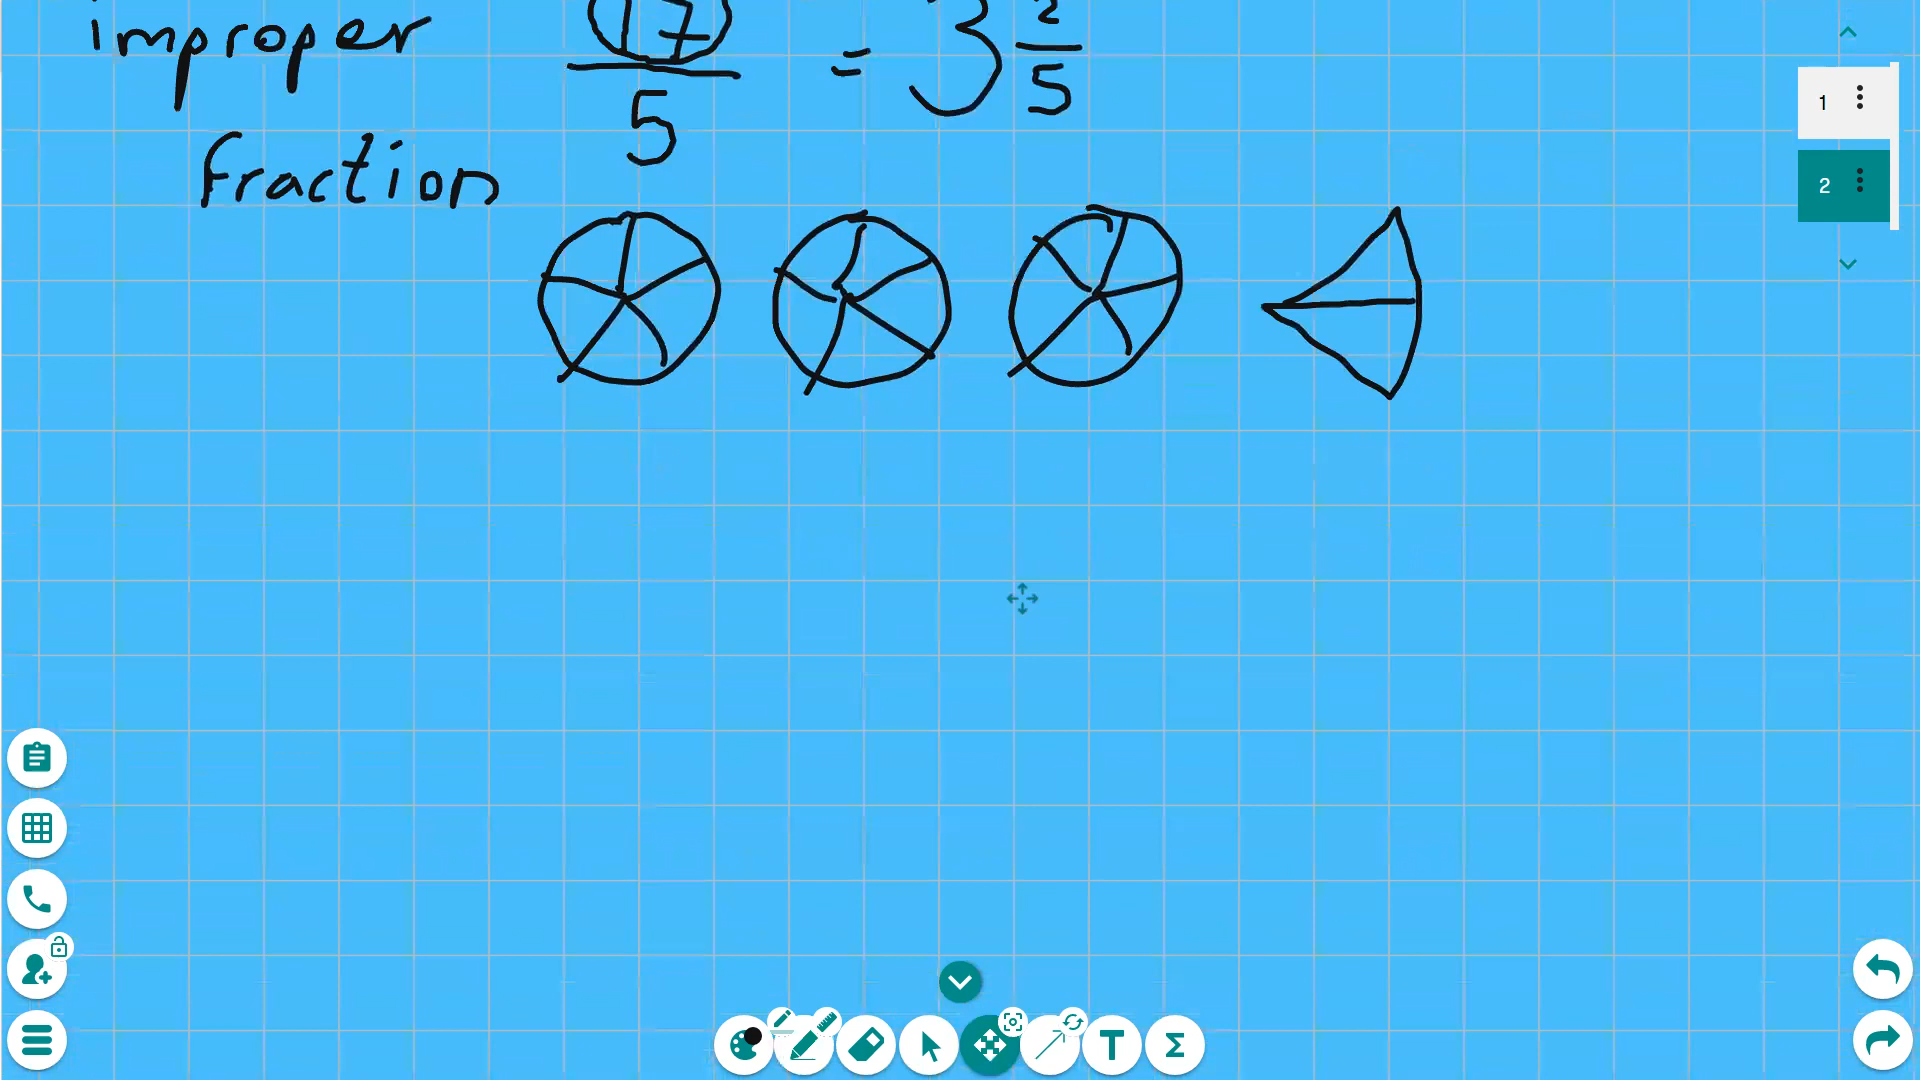 improper 17/5 = 3 2/5
fraction
1
2
T
Σ